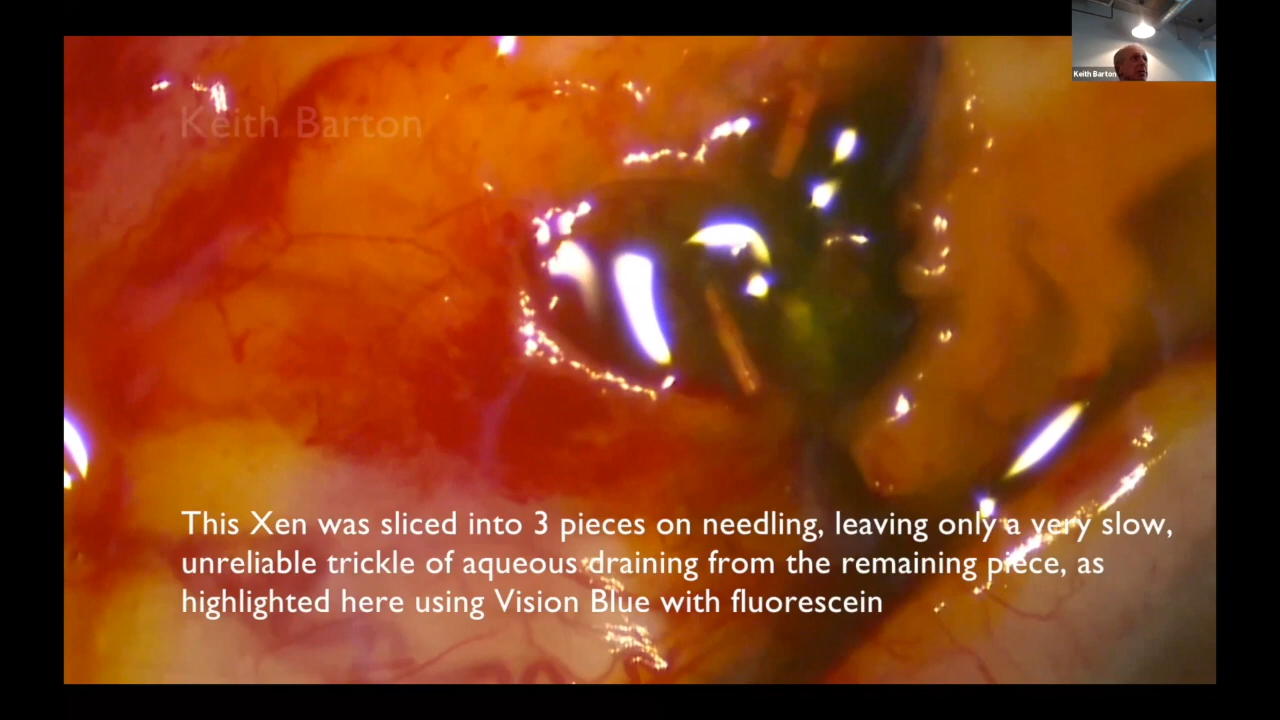 Keith Barton
Keith Barton
This Xen was sliced into 3 pieces on needling, leaving only a very slow,
unreliable trickle of aqueous draining from the remaining piece, as
highlighted here using Vision Blue with fluorescein